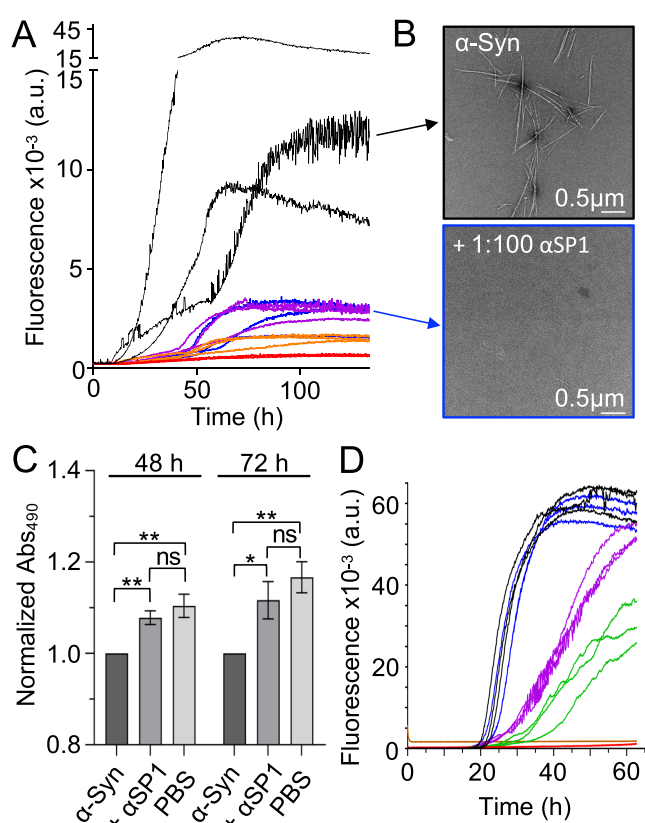 A
45
15
15
10
5
0
Fluorescence x10⁻³ (a.u.)
0 50 100
Time (h)
B
α-Syn
0.5µm
+ 1:100 αSP1
0.5µm
C
48 h 72 h
1.4
1.2
1.0
0.8
Normalized Abs₄₉₀
** ** ns
** * ns
α-Syn + αSP1 PBS α-Syn + αSP1 PBS
D
60
40
20
0
Fluorescence x10⁻³ (a.u.)
0 20 40 60
Time (h)